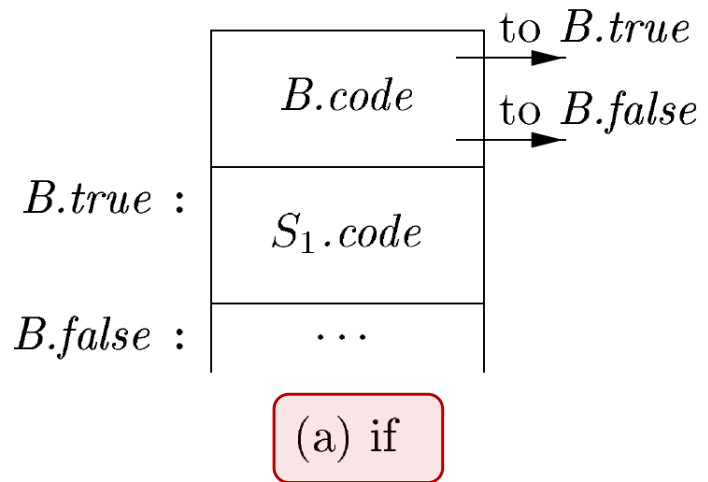 to B.true
B.code
to B.false
B.true :
S₁.code
B.false : ...
(a) if